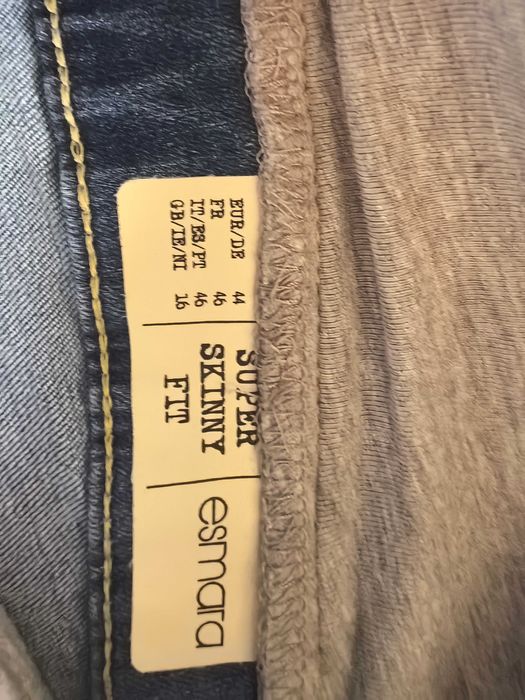 EUR/DE 44
FR 46
IT/ES/PT 46
GB/IE/NI 16
SUPER
SKINNY
FIT
esmara